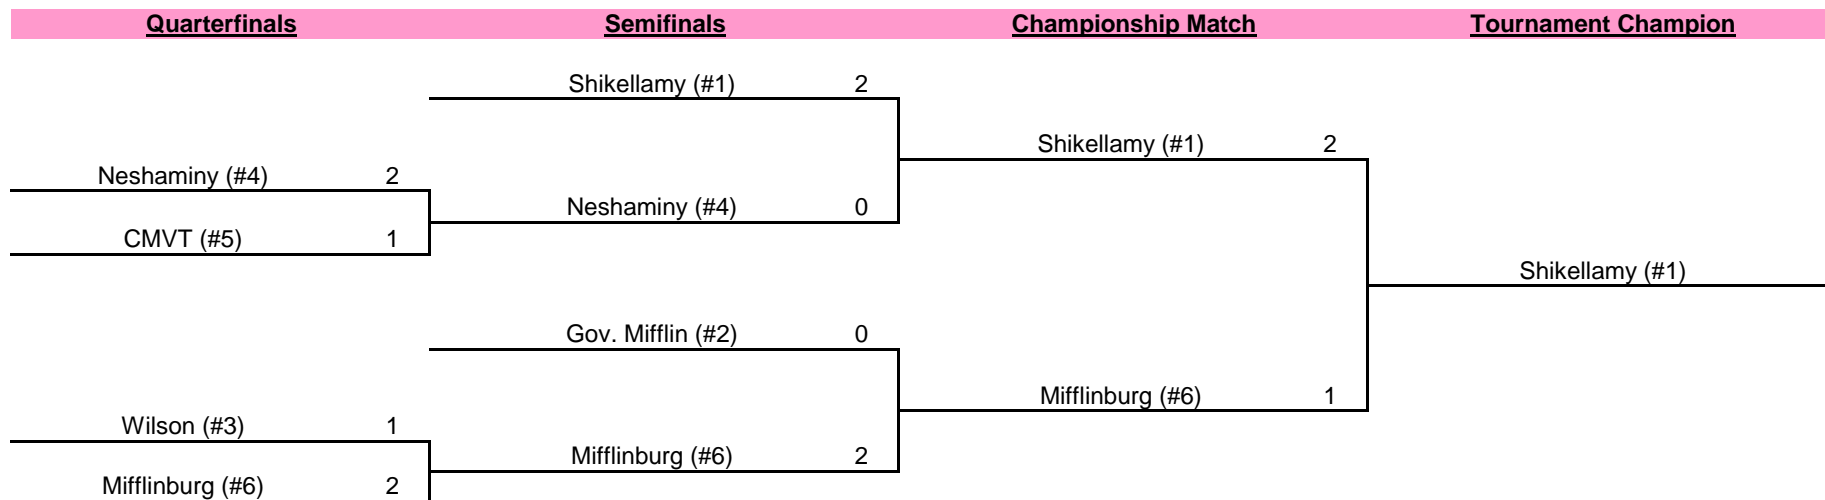 Quarterfinals Semifinals Championship Match Tournament Champion
Shikellamy (#1) 2
Shikellamy (#1) 2
Neshaminy (#4) 2
Neshaminy (#4) 0
CMVT (#5) 1
Shikellamy (#1)
Gov. Mifflin (#2) 0
Mifflinburg (#6) 1
Wilson (#3) 1
Mifflinburg (#6) 2
Mifflinburg (#6) 2